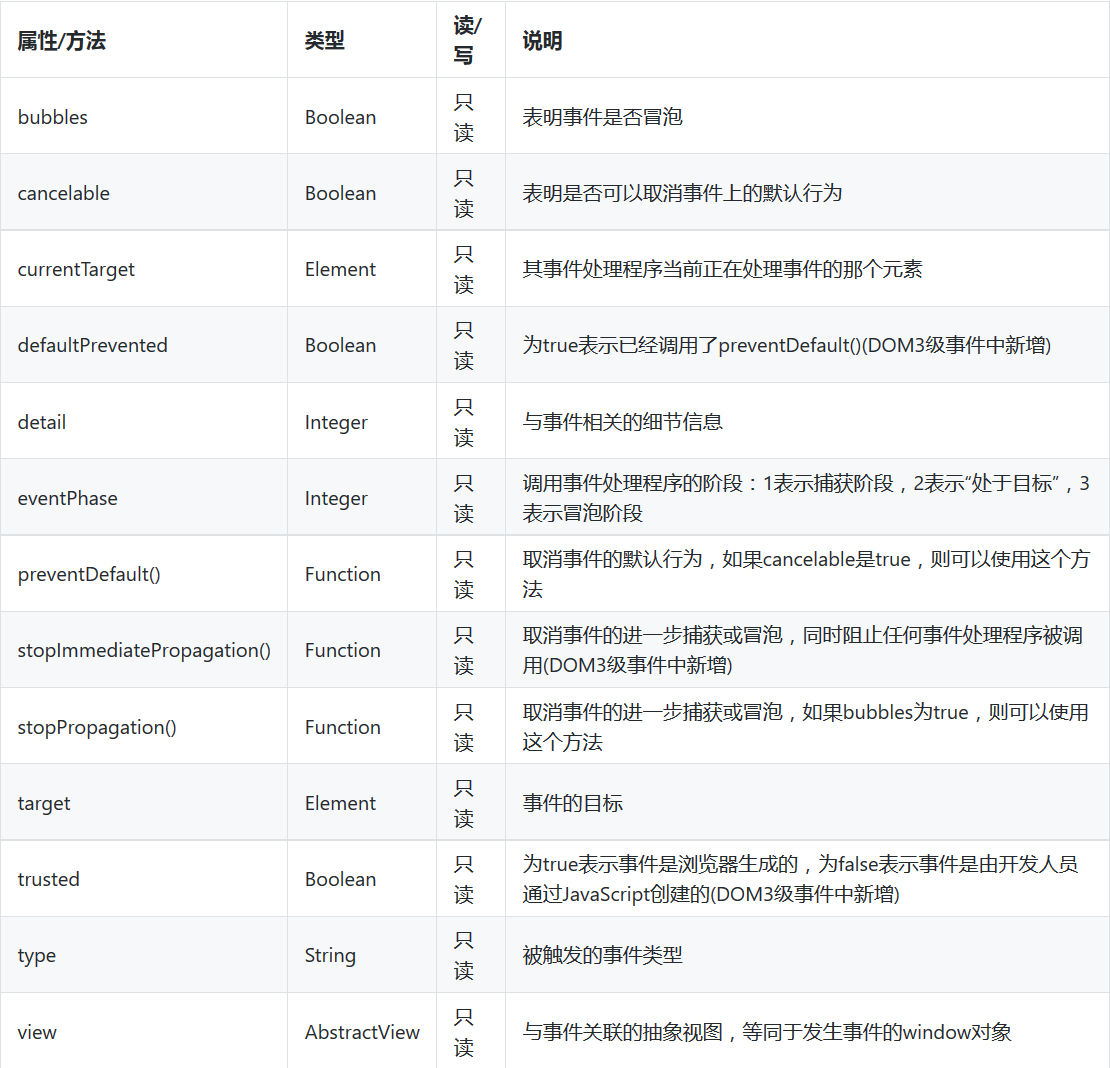 属性/方法 类型 读/写 说明
bubbles Boolean 只读 表明事件是否冒泡
cancelable Boolean 只读 表明是否可以取消事件上的默认行为
currentTarget Element 只读 其事件处理程序当前正在处理事件的那个元素
defaultPrevented Boolean 只读 为true表示已经调用了preventDefault()(DOM3级事件中新增)
detail Integer 只读 与事件相关的细节信息
eventPhase Integer 只读 调用事件处理程序的阶段：1表示捕获阶段，2表示“处于目标”，3
表示冒泡阶段
preventDefault() Function 只读 取消事件的默认行为，如果cancelable是true，则可以使用这个方
法
stopImmediatePropagation() Function 只读 取消事件的进一步捕获或冒泡，同时阻止任何事件处理程序被调
用(DOM3级事件中新增)
stopPropagation() Function 只读 取消事件的进一步捕获或冒泡，如果bubbles为true，则可以使用
这个方法
target Element 只读 事件的目标
trusted Boolean 只读 为true表示事件是浏览器生成的，为false表示事件是由开发人员
通过JavaScript创建的(DOM3级事件中新增)
type String 只读 被触发的事件类型
view AbstractView 只读 与事件关联的抽象视图，等同于发生事件的window对象